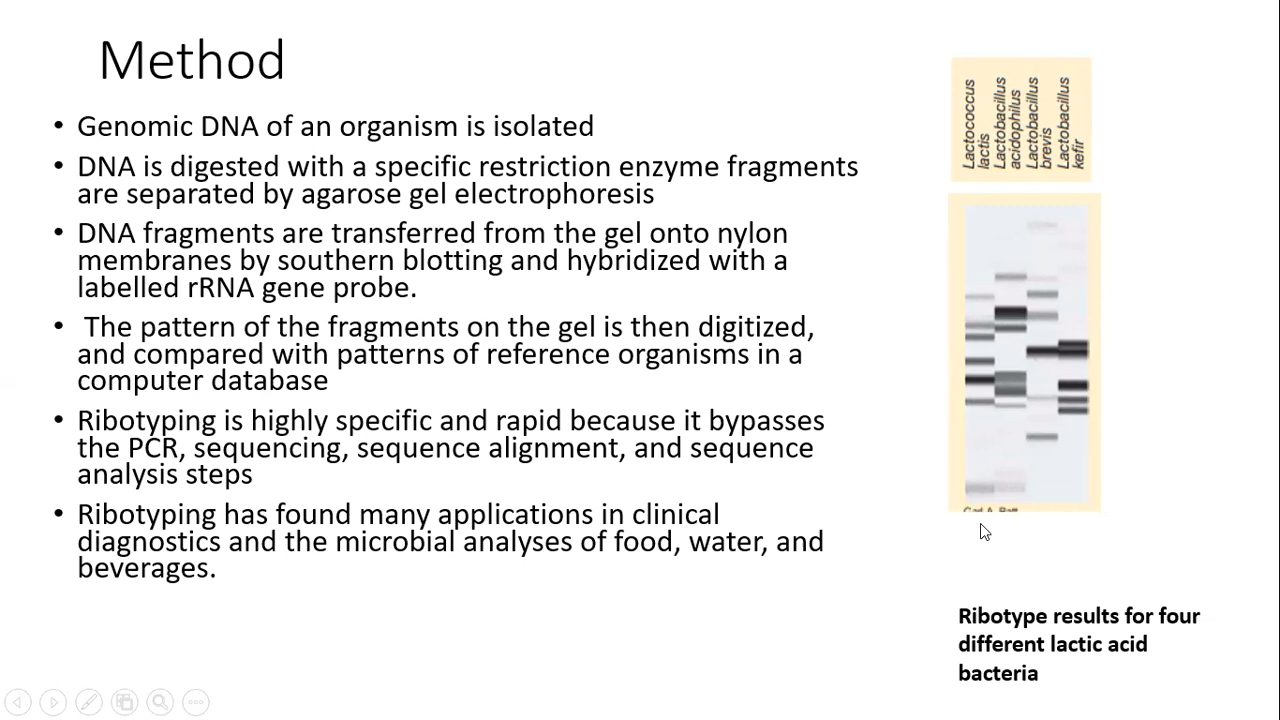 Method
• Genomic DNA of an organism is isolated
• DNA is digested with a specific restriction enzyme fragments
are separated by agarose gel electrophoresis
• DNA fragments are transferred from the gel onto nylon
membranes by southern blotting and hybridized with a
labelled rRNA gene probe.
• The pattern of the fragments on the gel is then digitized,
and compared with patterns of reference organisms in a
computer database
• Ribotyping is highly specific and rapid because it bypasses
the PCR, sequencing, sequence alignment, and sequence
analysis steps
• Ribotyping has found many applications in clinical
diagnostics and the microbial analyses of food, water, and
beverages.
Lactococcus
lactis
Lactobacillus
acidophilus
Lactobacillus
brevis
Lactobacillus
kefir
Ribotype results for four
different lactic acid
bacteria